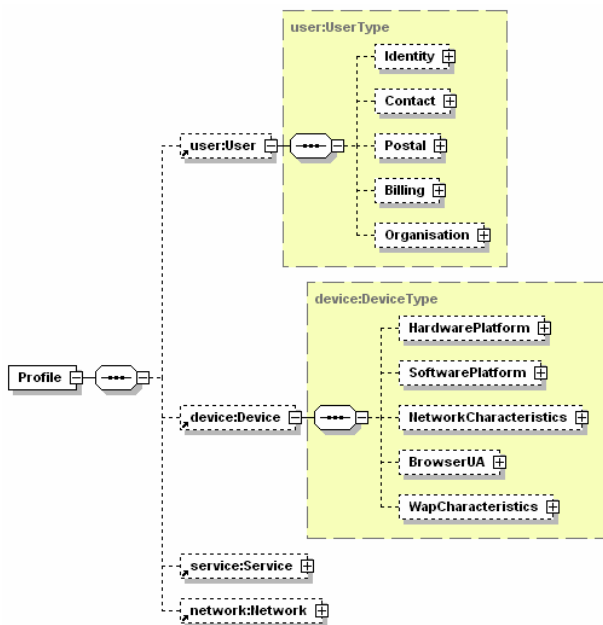 user:UserType
Identity
Contact
user:User
Postal
Billing
Organisation
device:DeviceType
HardwarePlatform
Profile
SoftwarePlatform
device:Device
NetworkCharacteristics
BrowserUA
WapCharacteristics
service:Service
network:Network